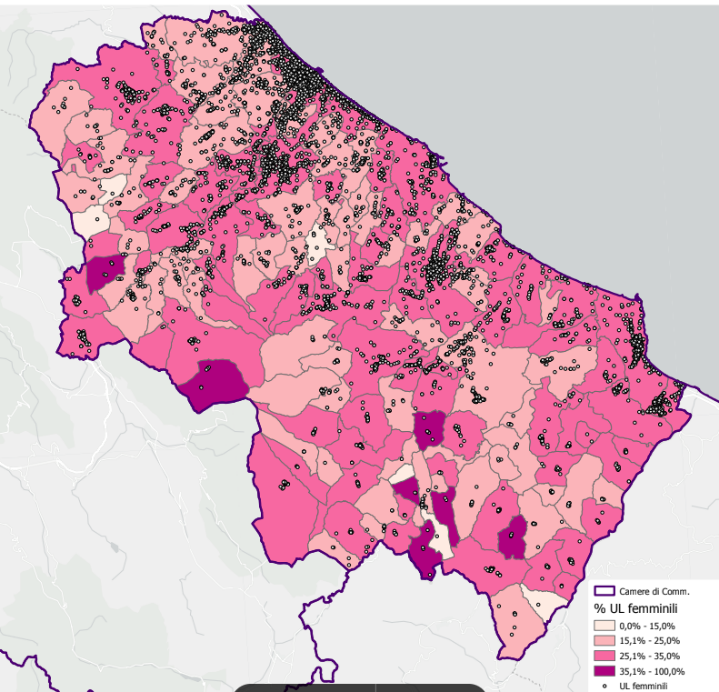 Camere di Comm.
% UL femminili
0,0% - 15,0%
15,1% - 25,0%
25,1% - 35,0%
35,1% - 100,0%
UL femminili